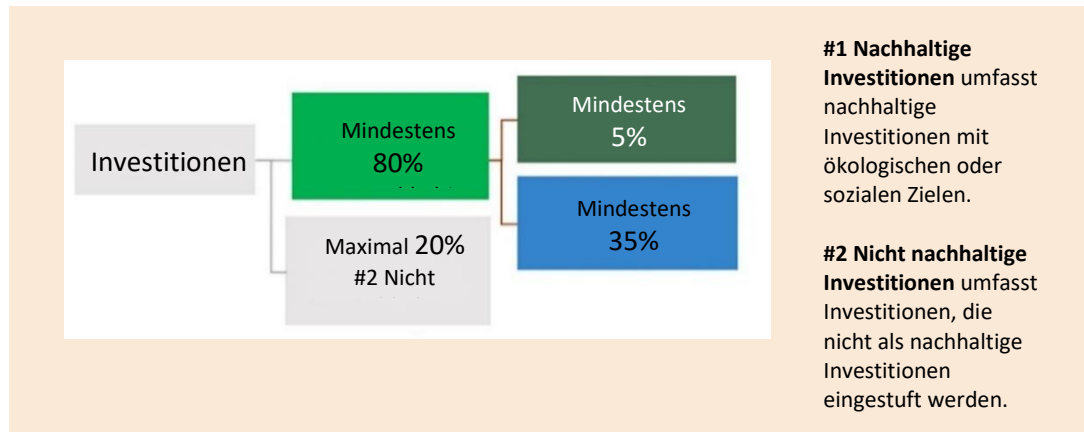 Investitionen
Mindestens
80%
Maximal 20%
#2 Nicht
Mindestens
5%
Mindestens
35%
#1 Nachhaltige
Investitionen umfasst
nachhaltige
Investitionen mit
ökologischen oder
sozialen Zielen.
#2 Nicht nachhaltige
Investitionen umfasst
Investitionen, die
nicht als nachhaltige
Investitionen
eingestuft werden.